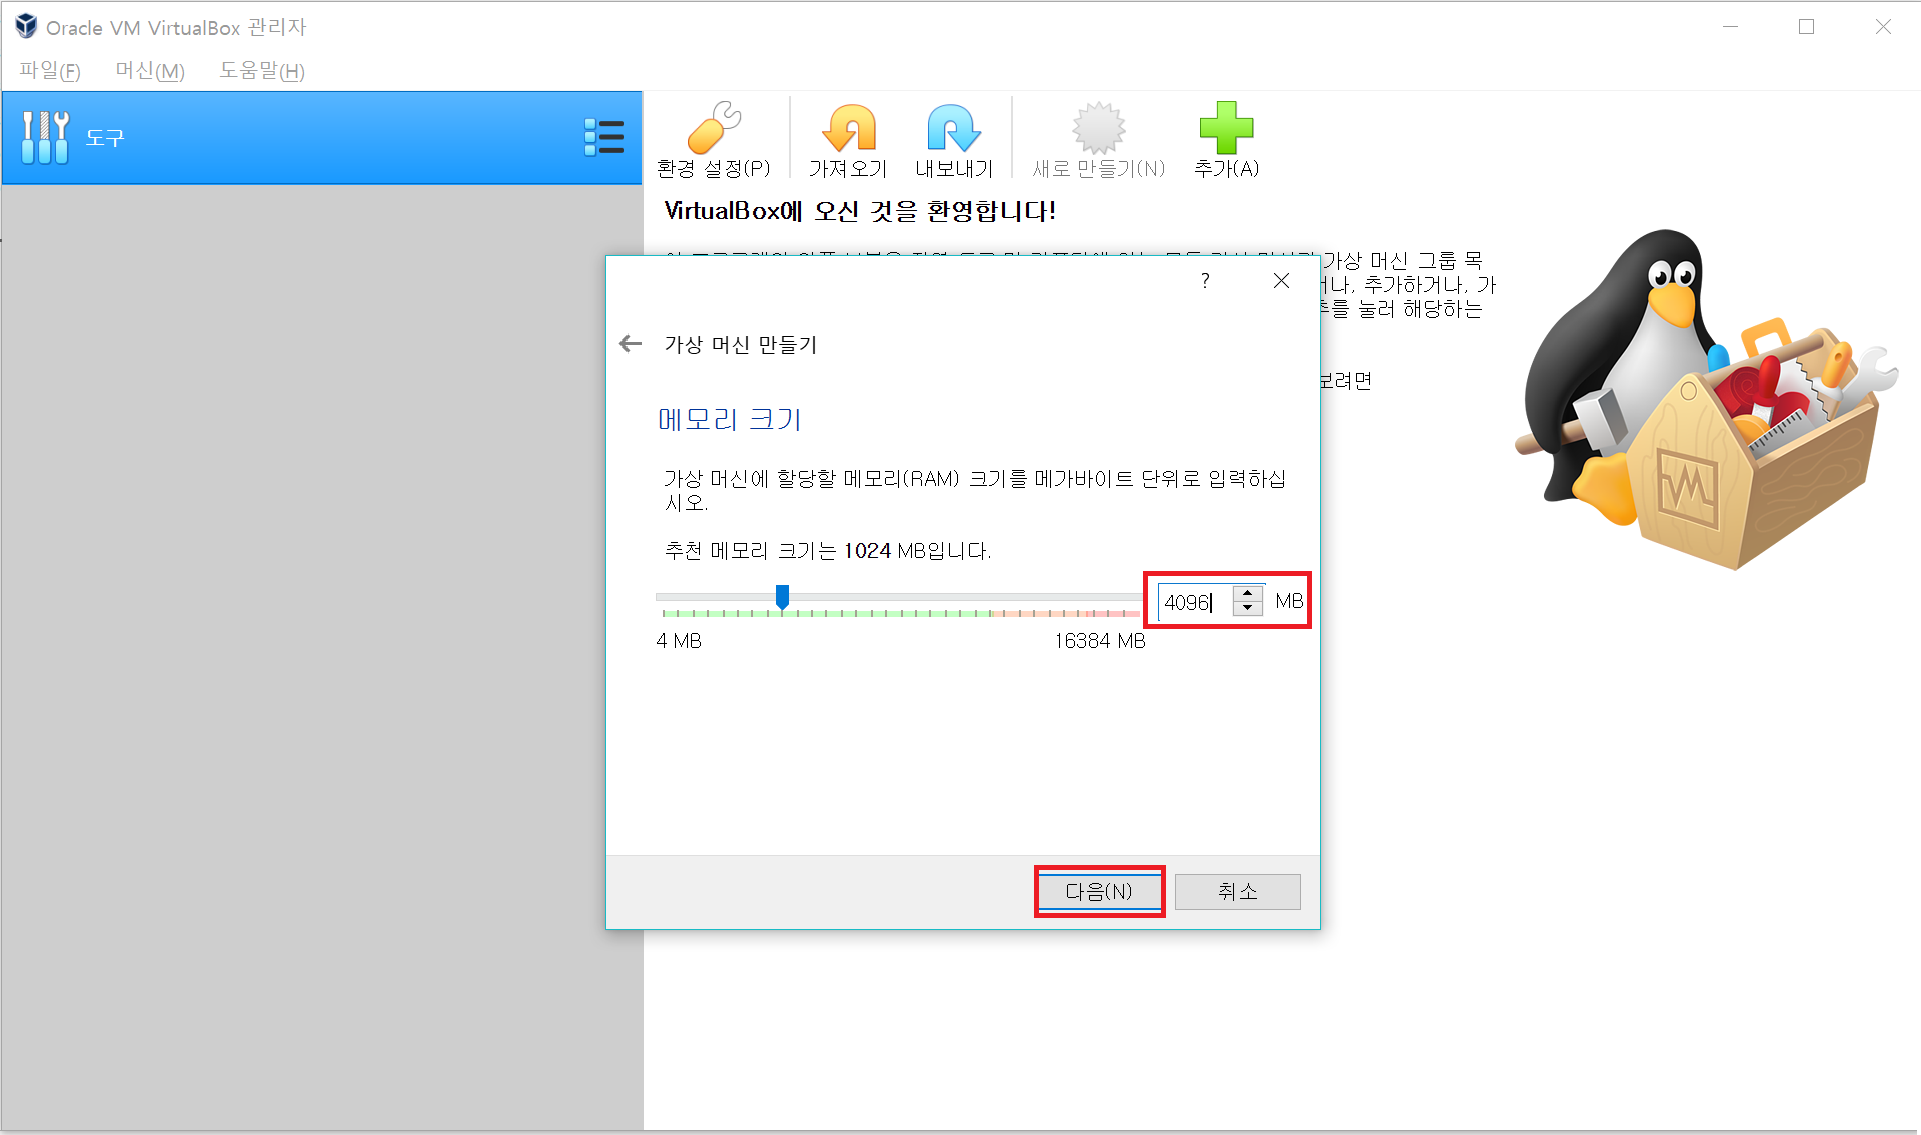 Oracle VM VirtualBox 관리자
파일(F) 머신(M) 도움말(H)
도구
환경 설정(P) 가져오기 내보내기 새로 만들기(N) 추가(A)
VirtualBox에 오신 것을 환영합니다!
가상 머신 그룹 목
거나, 추가하거나, 가
를 눌러 해당하는
보려면
?
가상 머신 만들기
메모리 크기
가상 머신에 할당할 메모리(RAM) 크기를 메가바이트 단위로 입력하십
시오.
추천 메모리 크기는 1024 MB입니다.
4096 MB
4 MB 16384 MB
다음(N) 취소